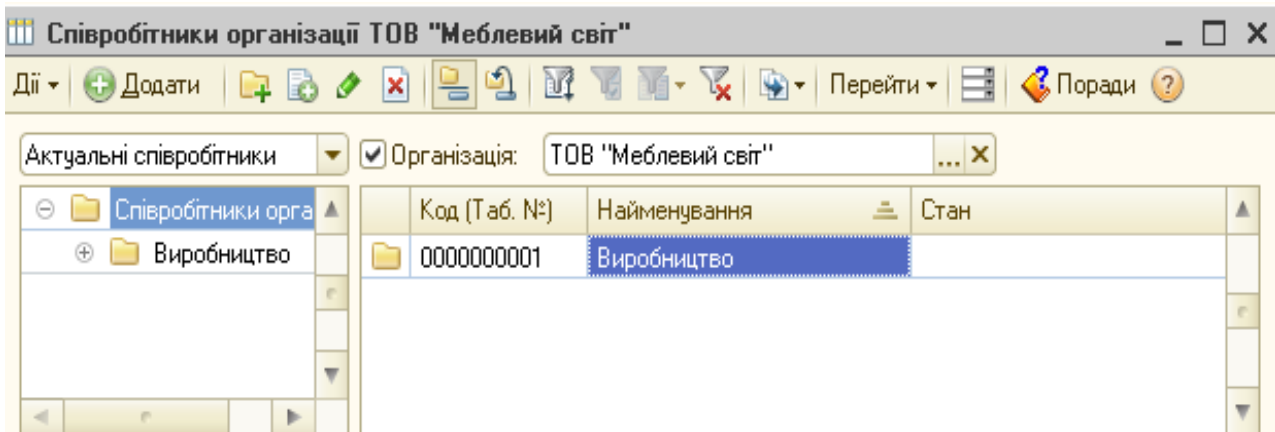 Співробітники організації ТОВ "Меблевий світ"
Дії Додати Перейти Поради ?
Актуальні співробітники Організація: ТОВ "Меблевий світ" ... ×
Співробітники орга Код (Таб. №) Найменування Стан
Виробництво 0000000001 Виробництво